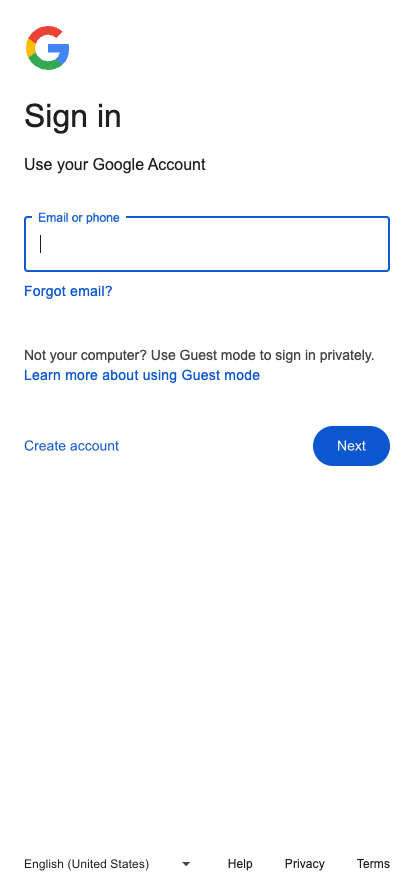 Sign in
Use your Google Account
Email or phone
Forgot email?
Not your computer? Use Guest mode to sign in privately.
Learn more about using Guest mode
Create account
Next
English (United States)
Help
Privacy
Terms